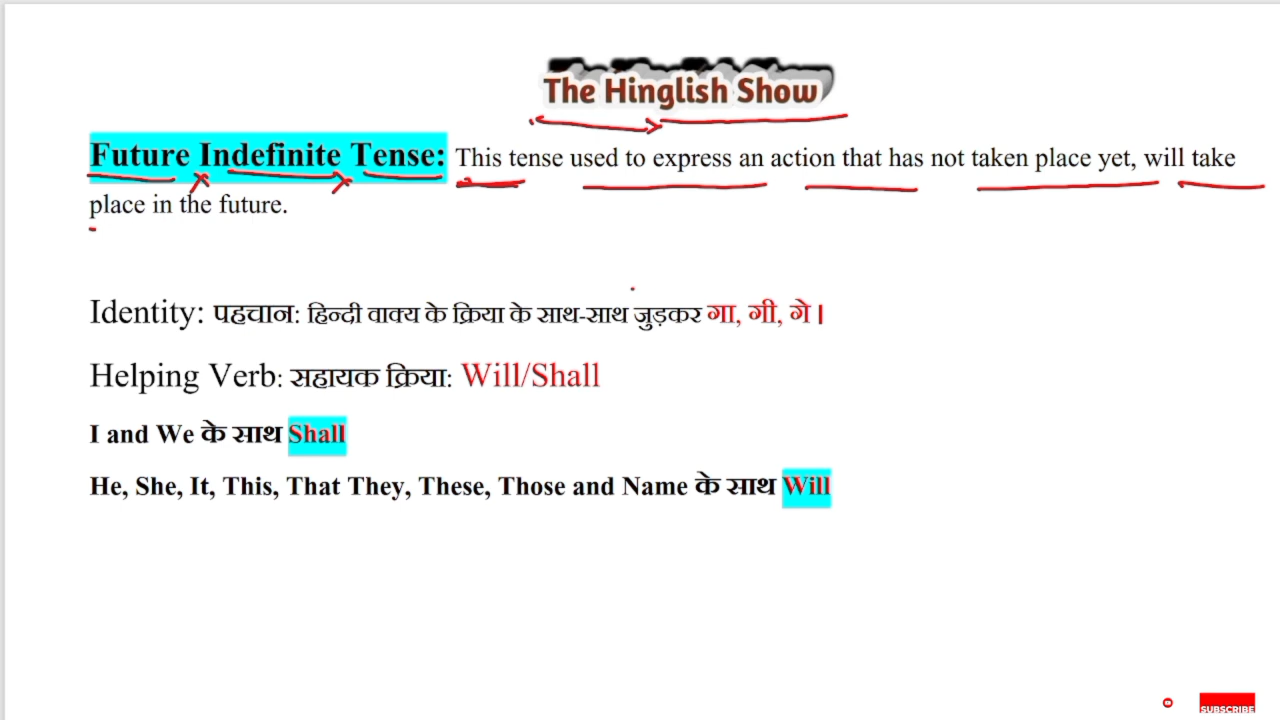 The Hinglish Show
Future Indefinite Tense: This tense used to express an action that has not taken place yet, will take
place in the future.
Identity: पहचान: हिन्दी वाक्य के क्रिया के साथ-साथ जुड़कर गा, गी, गे ।
Helping Verb: सहायक क्रिया: Will/Shall
I and We के साथ Shall
He, She, It, This, That They, These, Those and Name के साथ Will
SUBSCRIBE